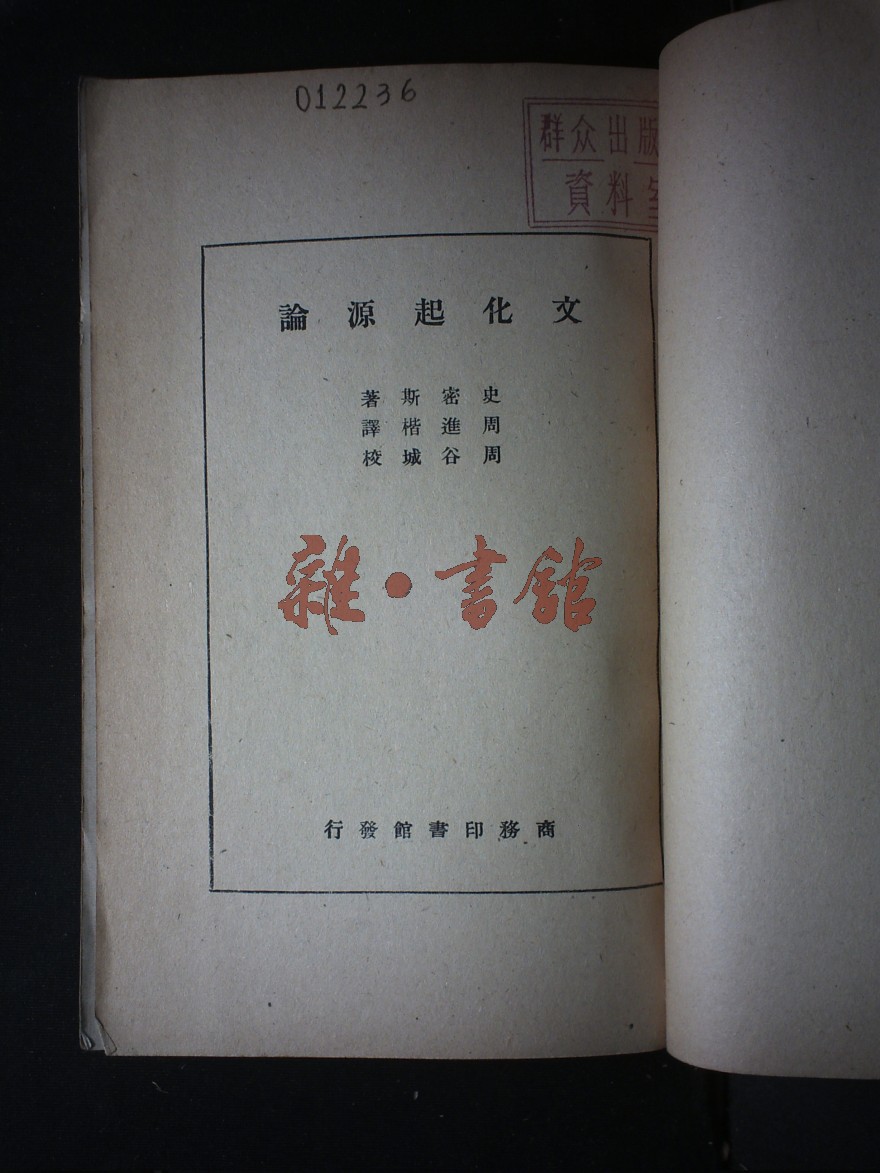 012236
群众出版
資料
文化起源論
史密斯著
周進楷譯
周谷城校
雜·書館
商務印書館發行